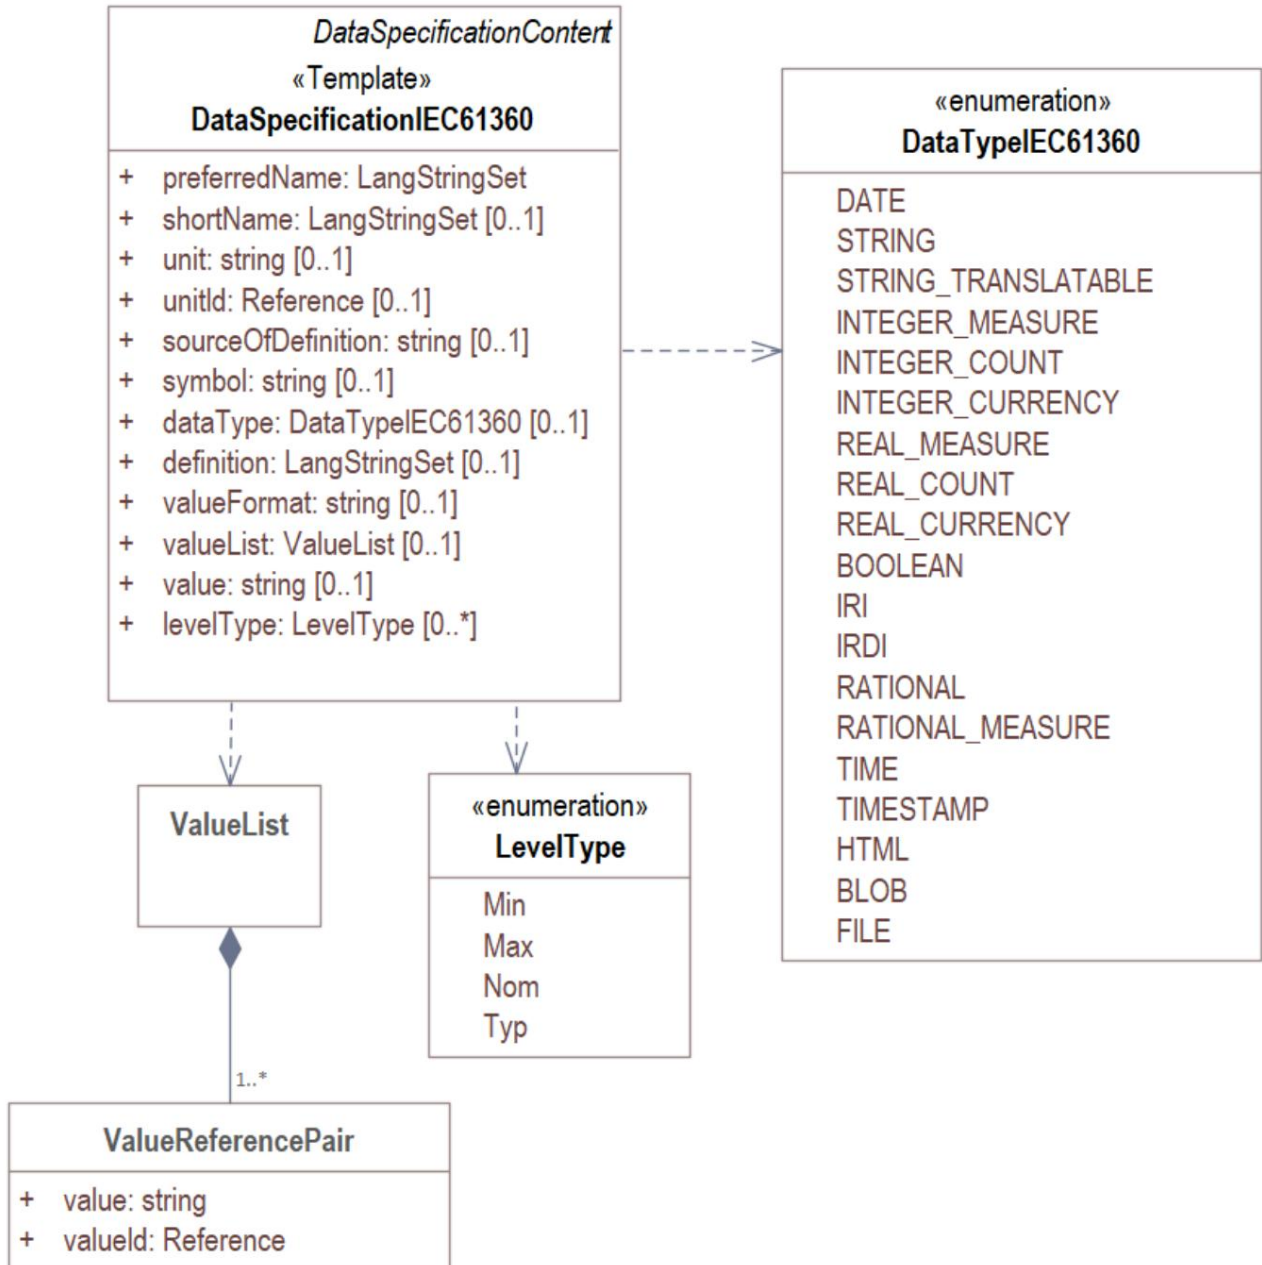 DataSpecificationContent
«Template»
DataSpecificationIEC61360
+ preferredName: LangStringSet
+ shortName: LangStringSet [0..1]
+ unit: string [0..1]
+ unitId: Reference [0..1]
+ sourceOfDefinition: string [0..1]
+ symbol: string [0..1]
+ dataType: DataTypeIEC61360 [0..1]
+ definition: LangStringSet [0..1]
+ valueFormat: string [0..1]
+ valueList: ValueList [0..1]
+ value: string [0..1]
+ levelType: LevelType [0..*]
«enumeration»
DataTypeIEC61360
DATE
STRING
STRING_TRANSLATABLE
INTEGER_MEASURE
INTEGER_COUNT
INTEGER_CURRENCY
REAL_MEASURE
REAL_COUNT
REAL_CURRENCY
BOOLEAN
IRI
IRDI
RATIONAL
RATIONAL_MEASURE
TIME
TIMESTAMP
HTML
BLOB
FILE
ValueList
«enumeration»
LevelType
Min
Max
Nom
Typ
1..*
ValueReferencePair
+ value: string
+ valueId: Reference